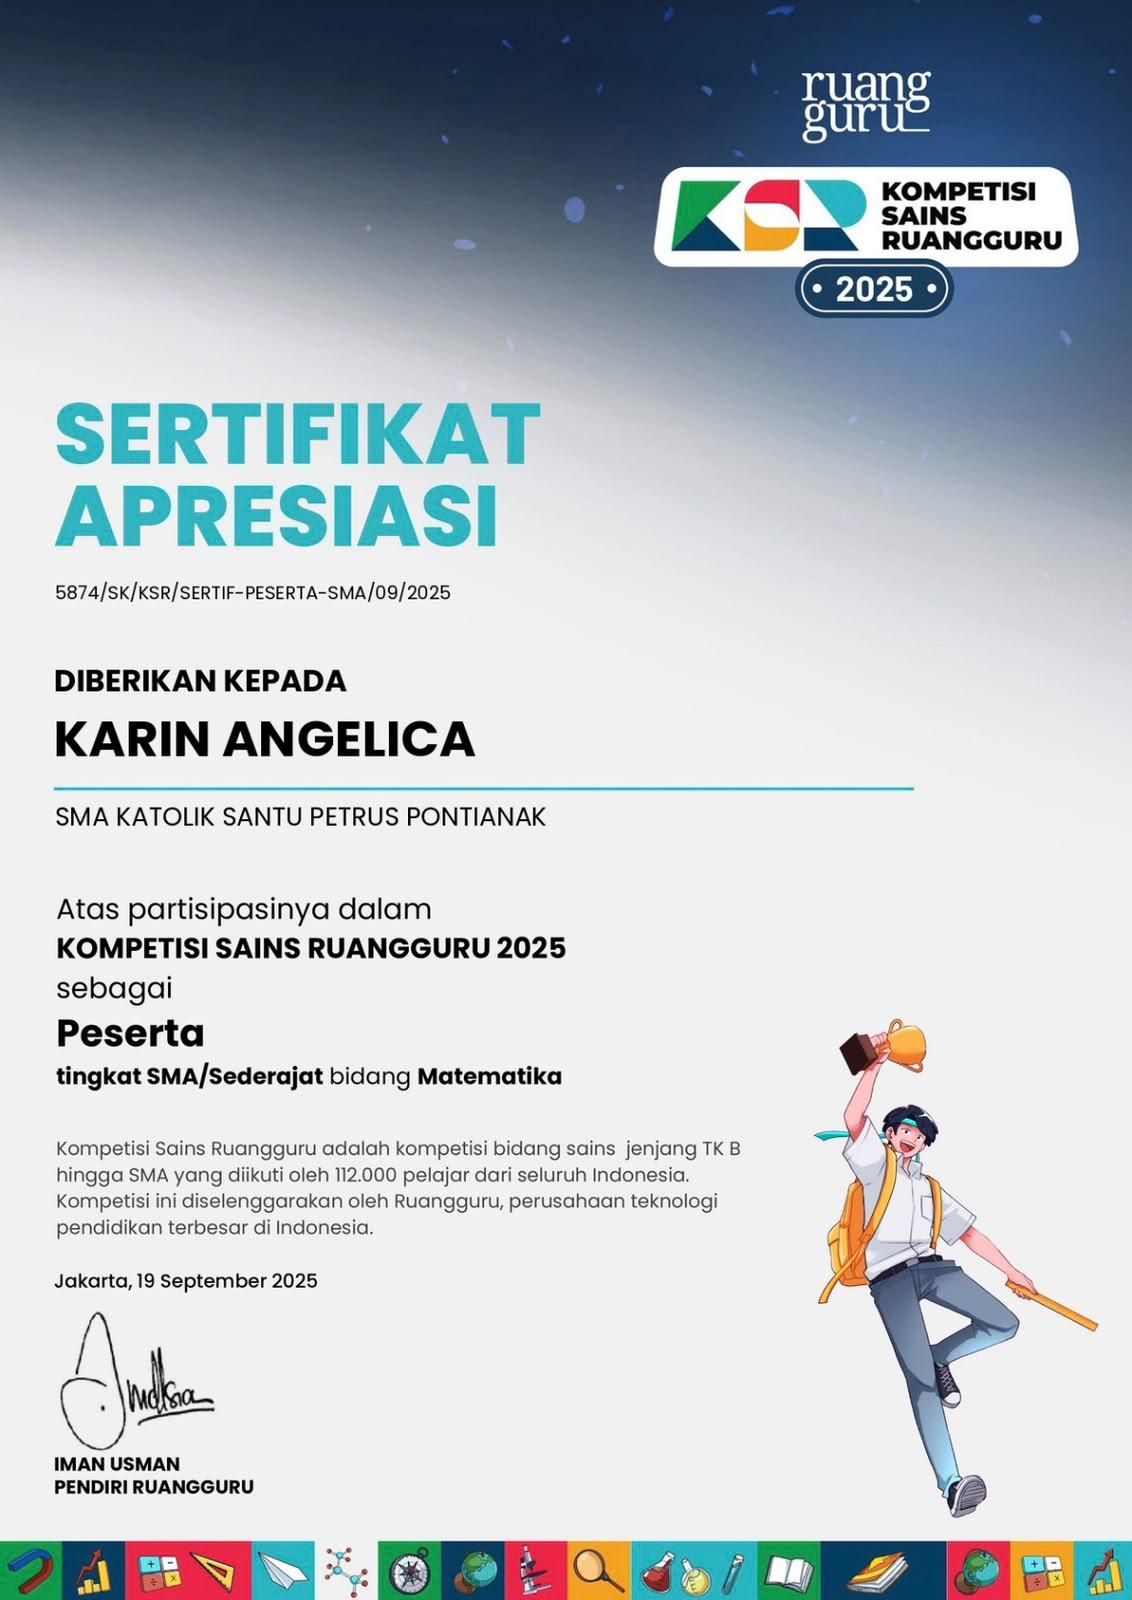 ruang
guru
KSR
KOMPETISI
SAINS
RUANGGURU
2025
SERTIFIKAT
APRESIASI
5874/SK/KSR/SERTIF-PESERTA-SMA/09/2025
DIBERIKAN KEPADA
KARIN ANGELICA
SMA KATOLIK SANTU PETRUS PONTIANAK
Atas partisipasinya dalam
KOMPETISI SAINS RUANGGURU 2025
sebagai
Peserta
tingkat SMA/Sederajat bidang Matematika
Kompetisi Sains Ruangguru adalah kompetisi bidang sains jenjang TK B
hingga SMA yang diikuti oleh 112.000 pelajar dari seluruh Indonesia.
Kompetisi ini diselenggarakan oleh Ruangguru, perusahaan teknologi
pendidikan terbesar di Indonesia.
Jakarta, 19 September 2025
IMAN USMAN
PENDIRI RUANGGURU